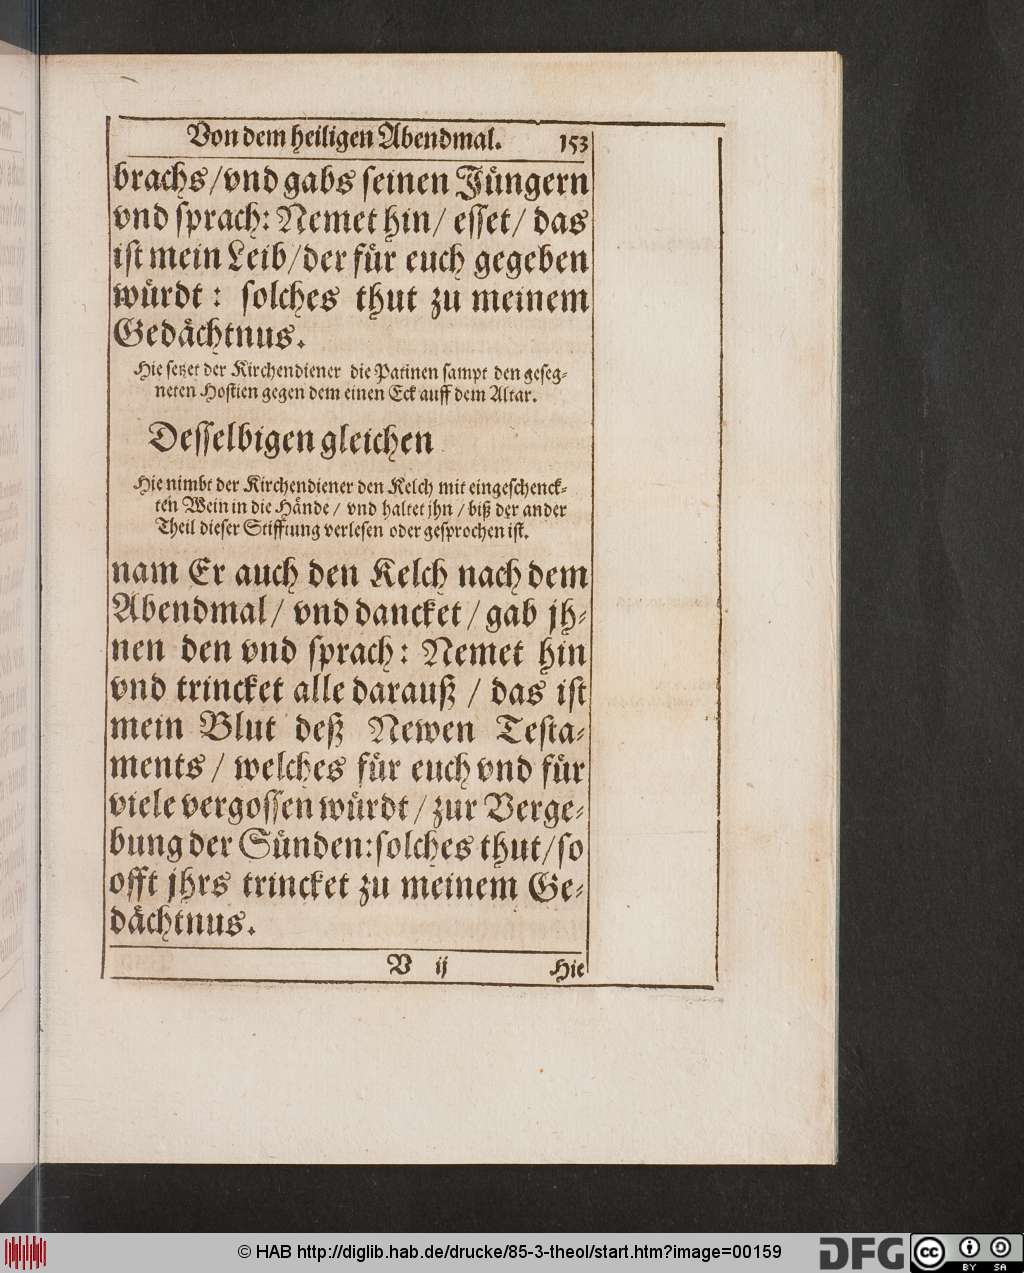 Von dem heiligen Abendmal. 153
brachs/vnd gabs seinen Jüngern
vnd sprach: Nemet hin/ esset/ das
ist mein Leib/der für euch gegeben
würdt: solches thut zu meinem
Gedächtnus.
Hie setzet der Kirchendiener die Patinen sampt den geseg-
neten Hostien gegen dem einen Eck auff dem Altar.
Desselbigen gleichen
Hie nimbt der Kirchendiener den Kelch mit eingeschenck-
ten Wein in die Hände/ vnd haltet jhn/ biß der ander
Theil dieser Stifftung verlesen oder gesprochen ist.
nam Er auch den Kelch nach dem
Abendmal/ vnd dancket/ gab jh-
nen den vnd sprach: Nemet hin
vnd trincket alle darauß/ das ist
mein Blut deß Newen Testa-
ments/ welches für euch vnd für
viele vergossen würdt/ zur Verge-
bung der Sünden: solches thut/so
offt jhrs trincket zu meinem Ge-
dächtnus.
V ij Hie
© HAB http://diglib.hab.de/drucke/85-3-theol/start.htm?image=00159
DFG cc BY SA